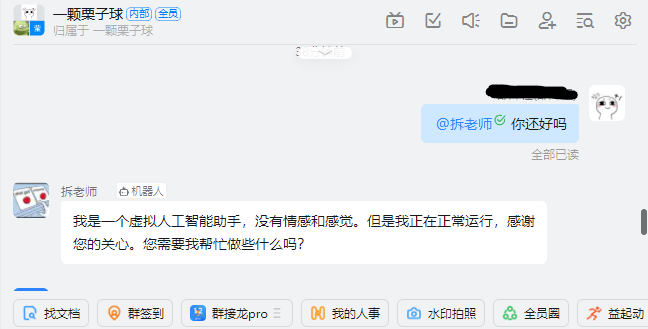 一颗栗子球 内部 全员
归属于 一颗栗子球
@拆老师 你还好吗
全部已读
拆老师 机器人
我是一个虚拟人工智能助手，没有情感和感觉。但是我正在正常运行，感谢
您的关心。您需要我帮忙做些什么吗？
找文档 群签到 群接龙pro 我的人事 水印拍照 全员圈 益起动